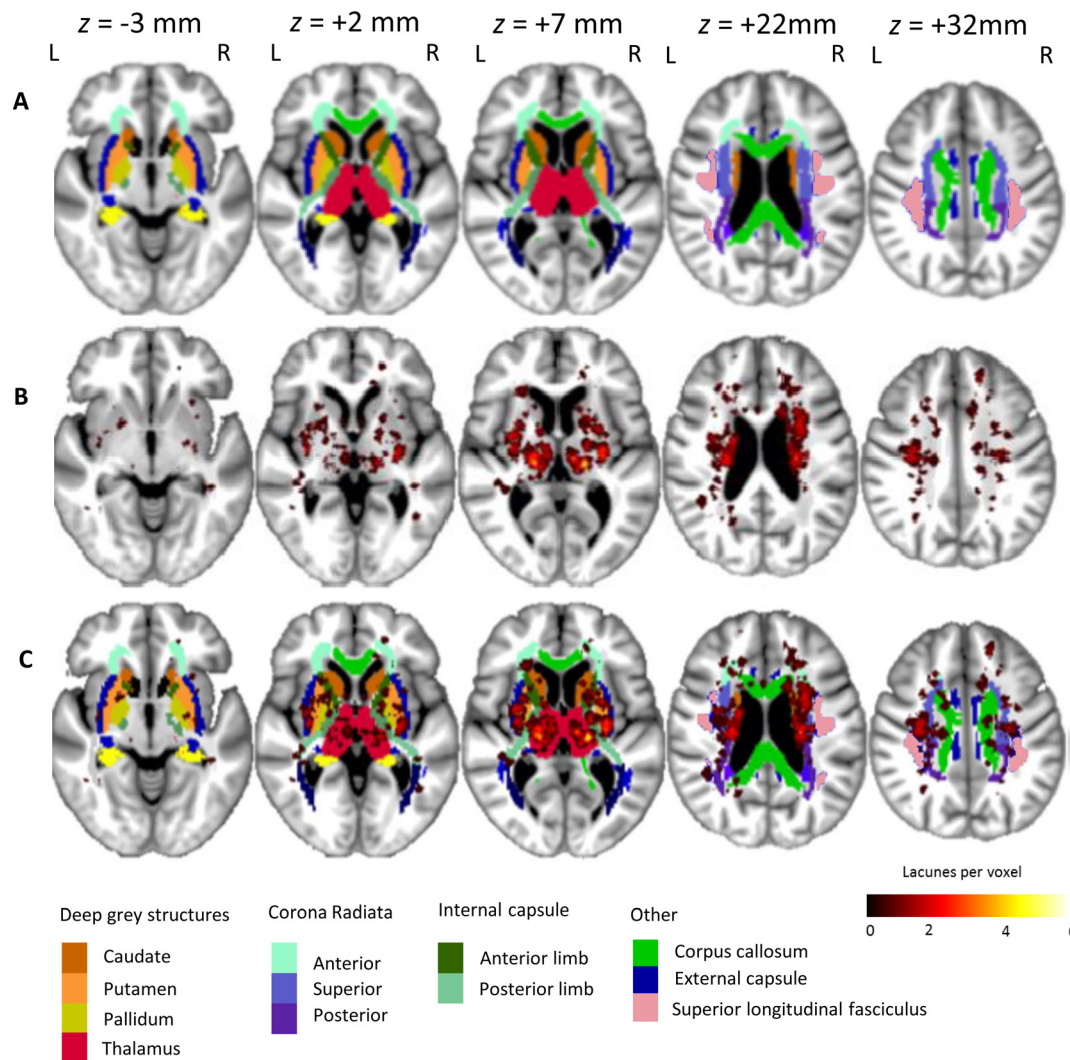 z = -3 mm z = +2 mm z = +7 mm z = +22mm z = +32mm
L R L R L R L R L R
A
B
C
Lacunes per voxel
0 2 4 6
Deep grey structures
Caudate
Putamen
Pallidum
Thalamus
Corona Radiata
Anterior
Superior
Posterior
Internal capsule
Anterior limb
Posterior limb
Other
Corpus callosum
External capsule
Superior longitudinal fasciculus